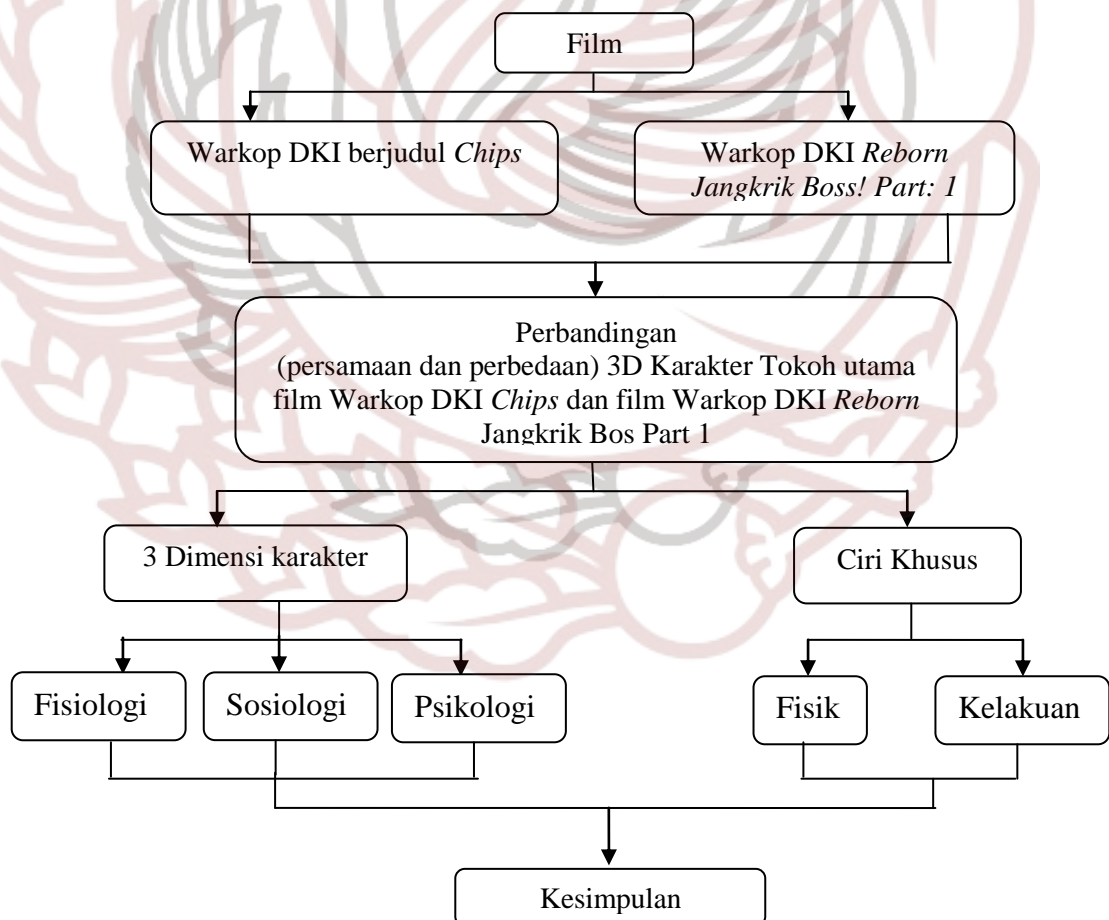 Film
Warkop DKI berjudul Chips
Warkop DKI Reborn
Jangkrik Boss! Part: 1
Perbandingan
(persamaan dan perbedaan) 3D Karakter Tokoh utama
film Warkop DKI Chips dan film Warkop DKI Reborn
Jangkrik Bos Part 1
3 Dimensi karakter
Ciri Khusus
Fisiologi
Sosiologi
Psikologi
Fisik
Kelakuan
Kesimpulan